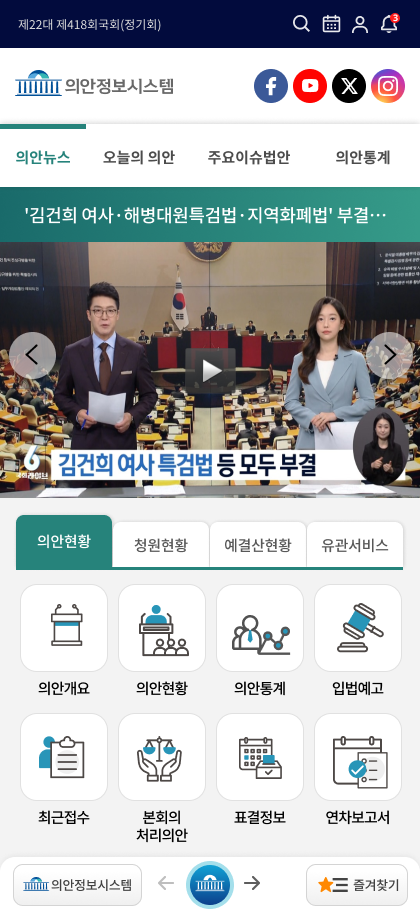 제22대 제418회국회(정기회)
3
의안정보시스템
의안뉴스 오늘의 의안 주요이슈법안 의안통계
'김건희 여사·해병대원특검법·지역화폐법' 부결…
6
국회라이브
김건희 여사 특검법 등 모두 부결
의안현황 청원현황 예결산현황 유관서비스
의안개요 의안현황 의안통계 입법예고
최근접수 본회의 처리의안 표결정보 연차보고서
의안정보시스템 즐겨찾기